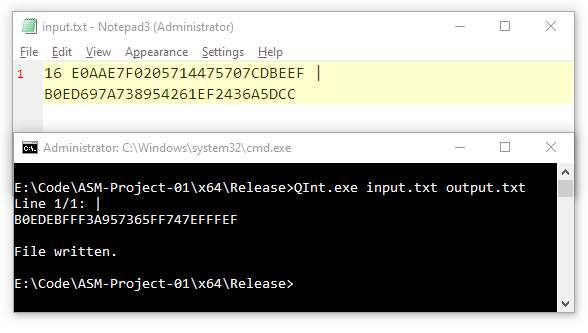 input.txt - Notepad3 (Administrator)
File Edit View Appearance Settings Help
1 16 E0AAE7F0205714475707CDBEEF |
B0ED697A738954261EF2436A5DCC
Administrator: C:\Windows\system32\cmd.exe
E:\Code\ASM-Project-01\x64\Release>QInt.exe input.txt output.txt
Line 1/1: |
B0EDEBFFF3A957365FF747EFFFEF
File written.
E:\Code\ASM-Project-01\x64\Release>